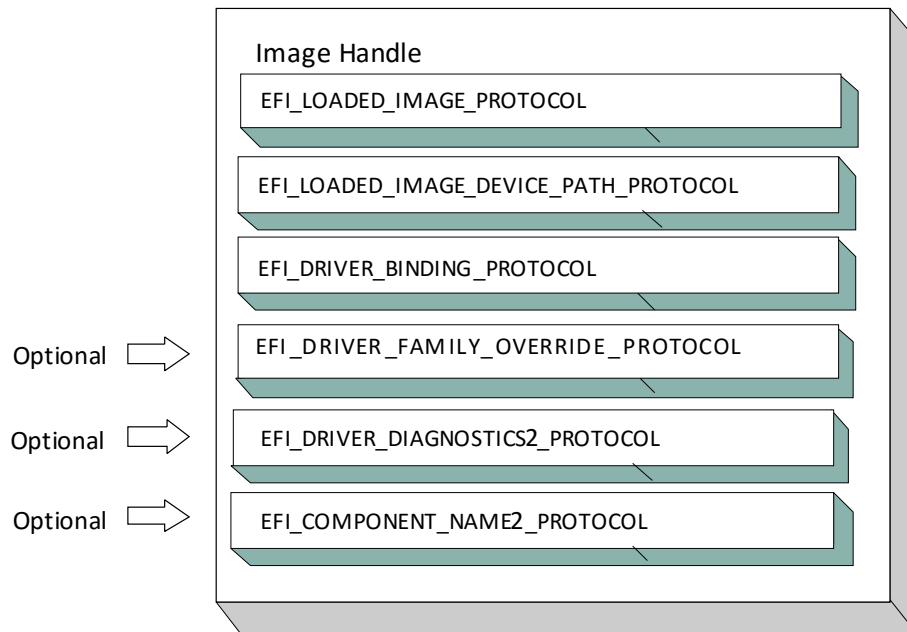 Image Handle
EFI_LOADED_IMAGE_PROTOCOL
EFI_LOADED_IMAGE_DEVICE_PATH_PROTOCOL
EFI_DRIVER_BINDING_PROTOCOL
Optional EFI_DRIVER_FAMILY_OVERRIDE_PROTOCOL
Optional EFI_DRIVER_DIAGNOSTICS2_PROTOCOL
Optional EFI_COMPONENT_NAME2_PROTOCOL